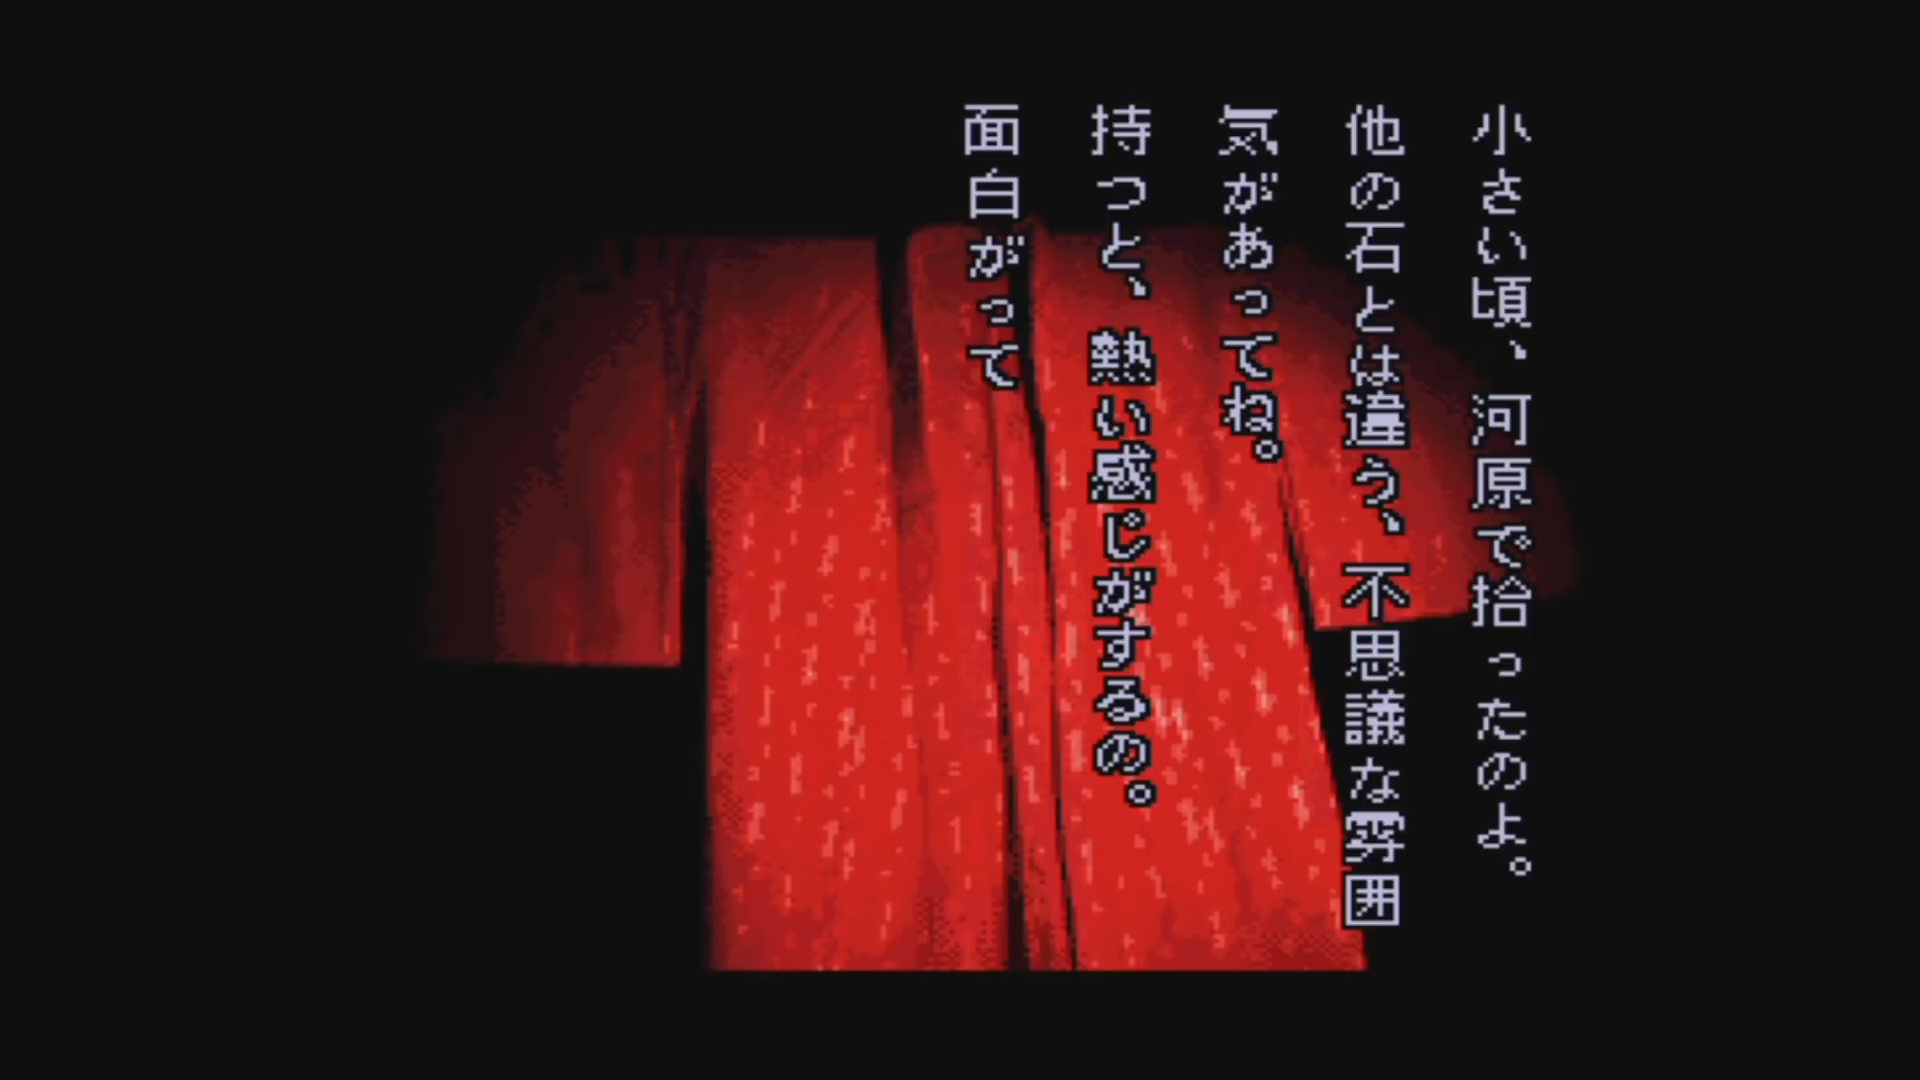 小さい頃、河原で拾ったのよ。
他の石とは違う、不思議な雰囲
気があってね。
持つと、熱い感じがするの。
面白がって